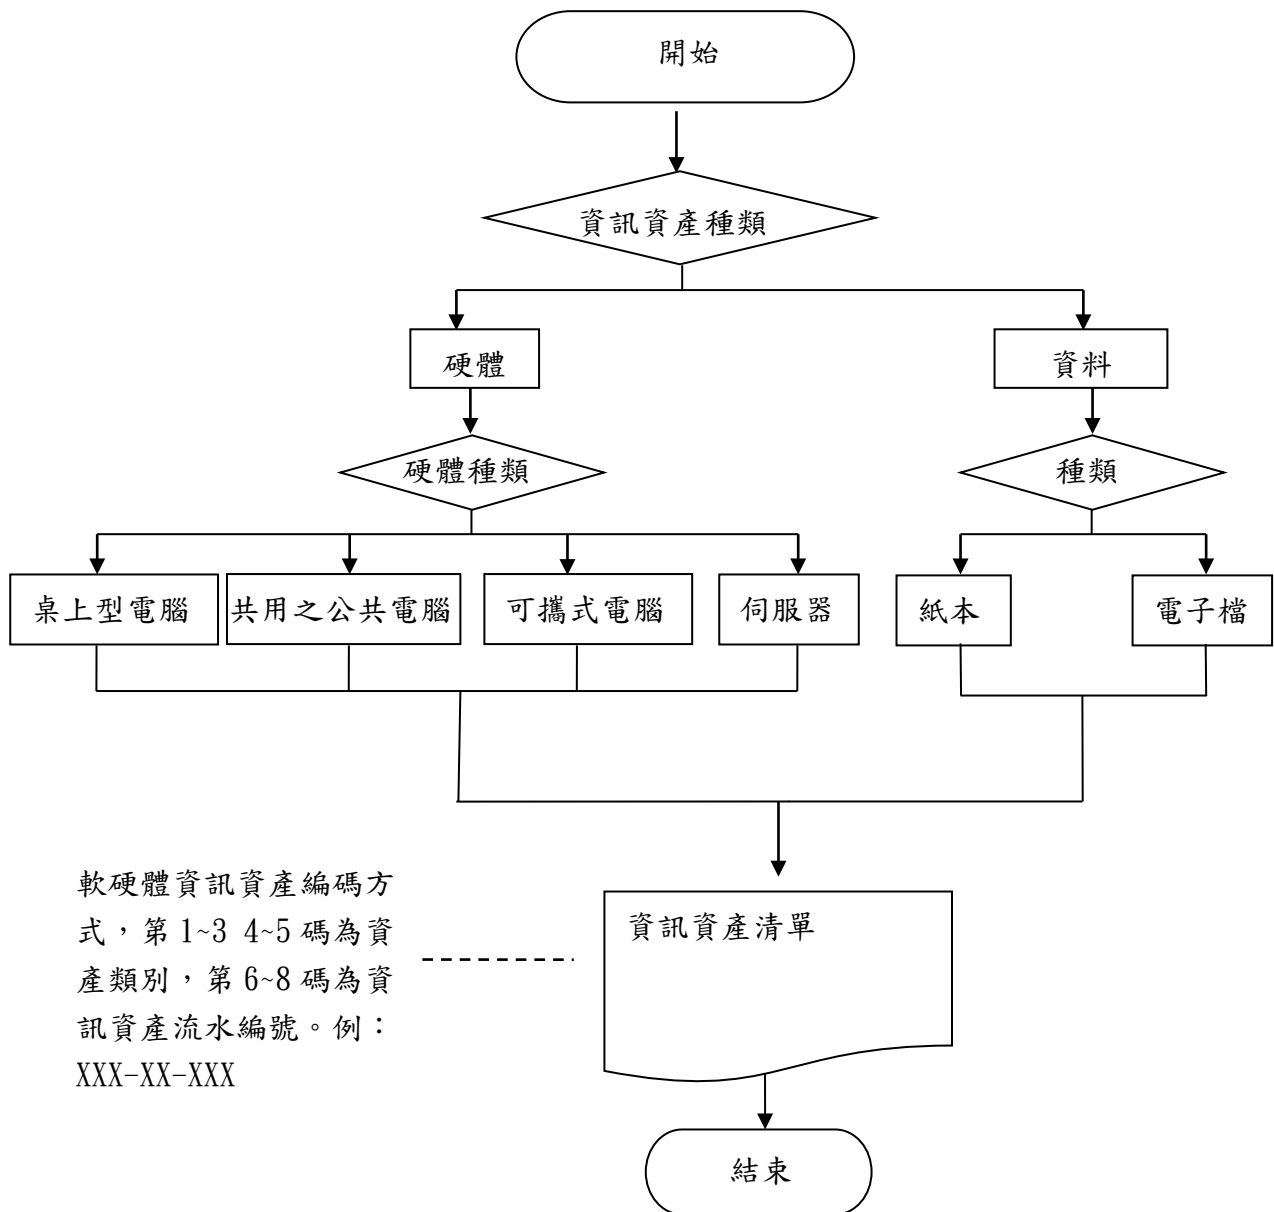 開始
資訊資產種類
硬體
資料
硬體種類
種類
桌上型電腦
共用之公共電腦
可攜式電腦
伺服器
紙本
電子檔
軟硬體資訊資產編碼方
式，第 1~3 4~5 碼為資
產類別，第 6~8 碼為資
訊資產流水編號。例：
XXX-XX-XXX
資訊資產清單
結束